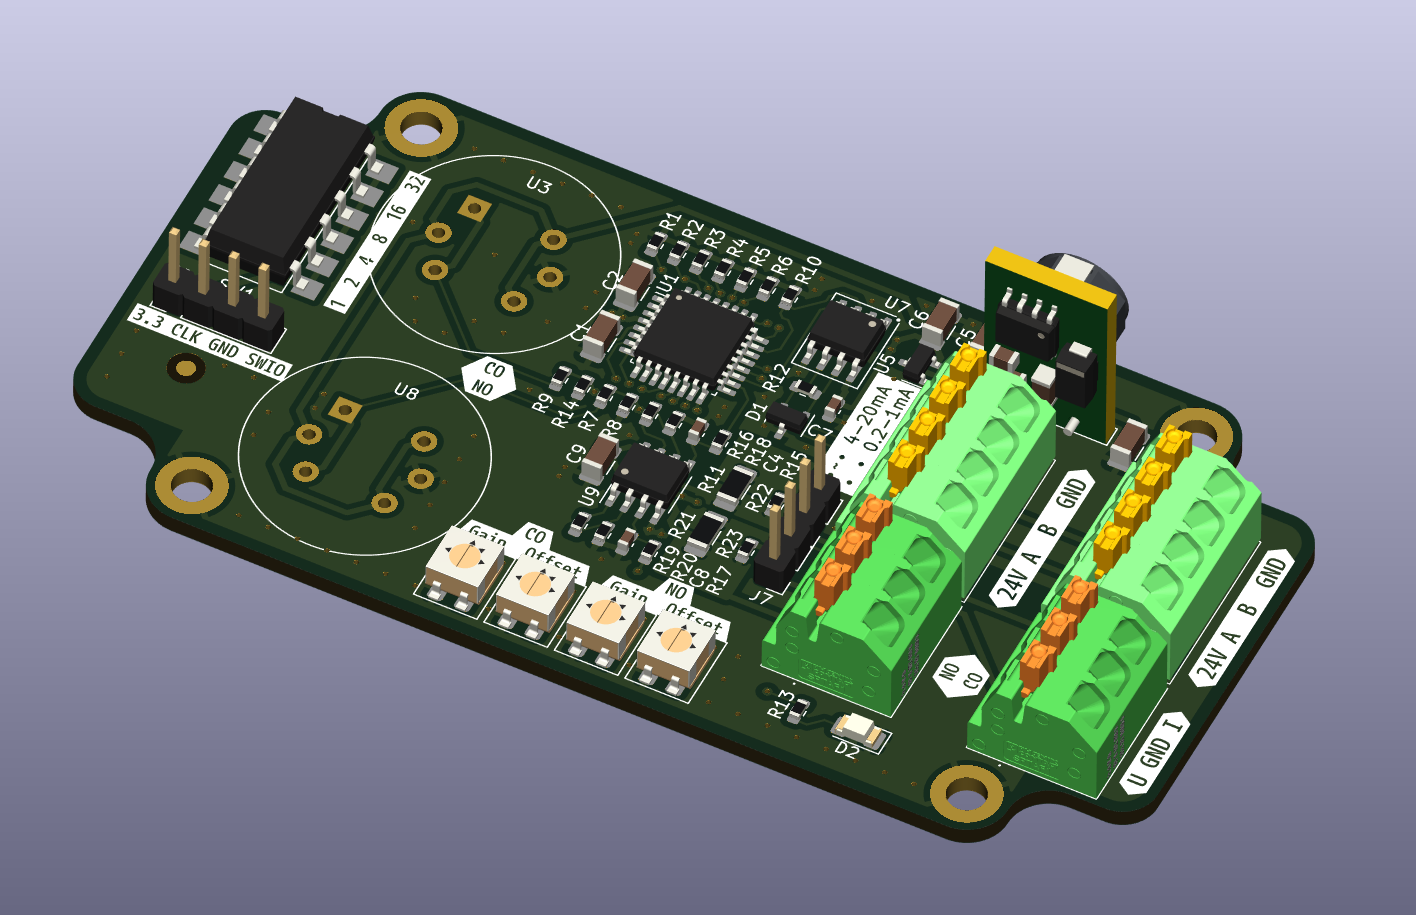 U3
1 2 4 8 16 32
3.3 CLK GND SWIO
U8
CO
NO
R1
R2
R3
R4
R5
R6
R10
C2
U1
C1
U7
C6
C5
U5
R12
D1
C7
4-20mA
0.2-1mA
R9
R14
R7
R8
C9
U9
R16
R18
C4
R15
R11
R22
R21
R23
R19
R20
C8
R17
J7
Gain
CO
Offset
Gain
NO
Offset
24V A B GND
24V A B GND
NO
CO
U GND I
R13
D2